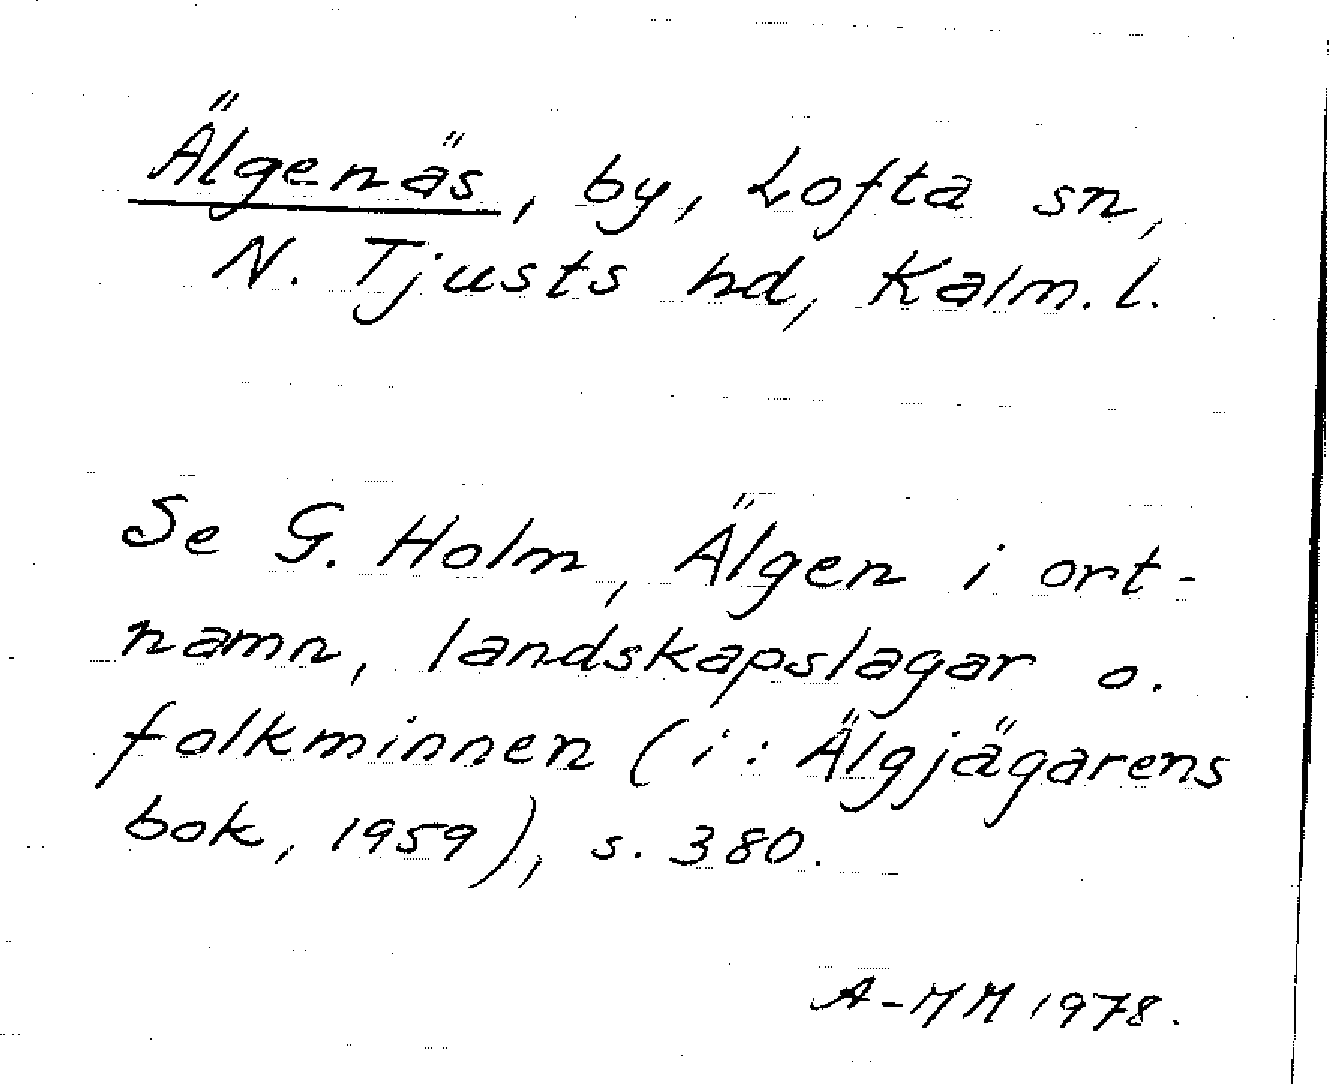 Älgenäs, by, Lofta sn,
N. Tjusts hd, Kalm. l.
Se G. Holm, Älgen i ort-
namn, landskapslagar o.
folkminnen (i: Älgjägarens
bok, 1959), s. 380.
A-MM 1978.